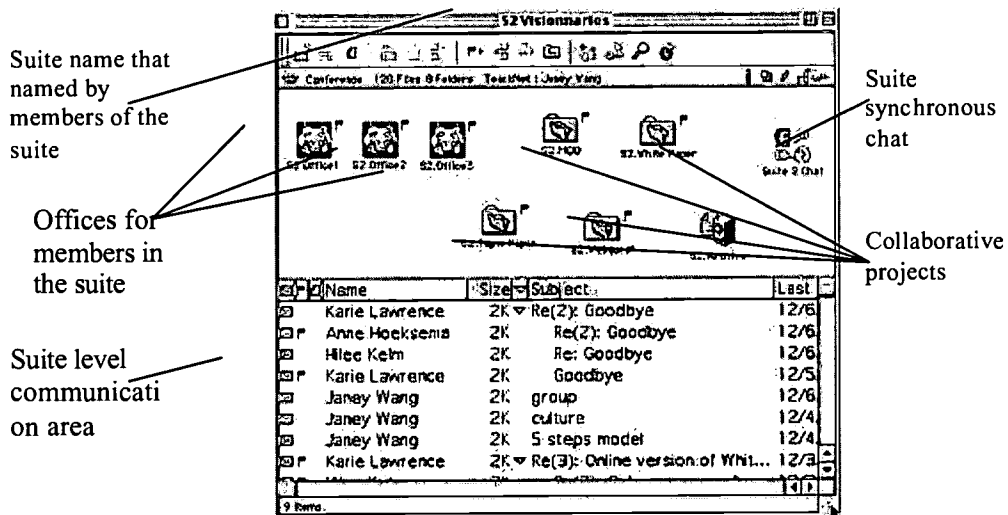 S2Visionnaries
Suite name that
named by
members of the
suite
Conference 120 Files 8 Folders Janey Wang
Suite
synchronous
chat
S2.Office1 S2.Office2 S2.Office3 S2.MOO S2.White Paper Suite 2 Chat
Offices for
members in
the suite
Collaborative
projects
Name Size Subject Last
Karie Lawrence 2K Re(2): Goodbye 12/6
Anne Hoeksema 2K Re(2): Goodbye 12/6
Hilee Kelm 2K Re: Goodbye 12/6
Karie Lawrence 2K Goodbye 12/5
Janey Wang 2K group 12/6
Janey Wang 2K culture 12/4
Janey Wang 2K 5 steps model 12/4
Karie Lawrence 2K Re(3): Online version of Whit... 12/3
Suite level
communicati
on area
9 items.